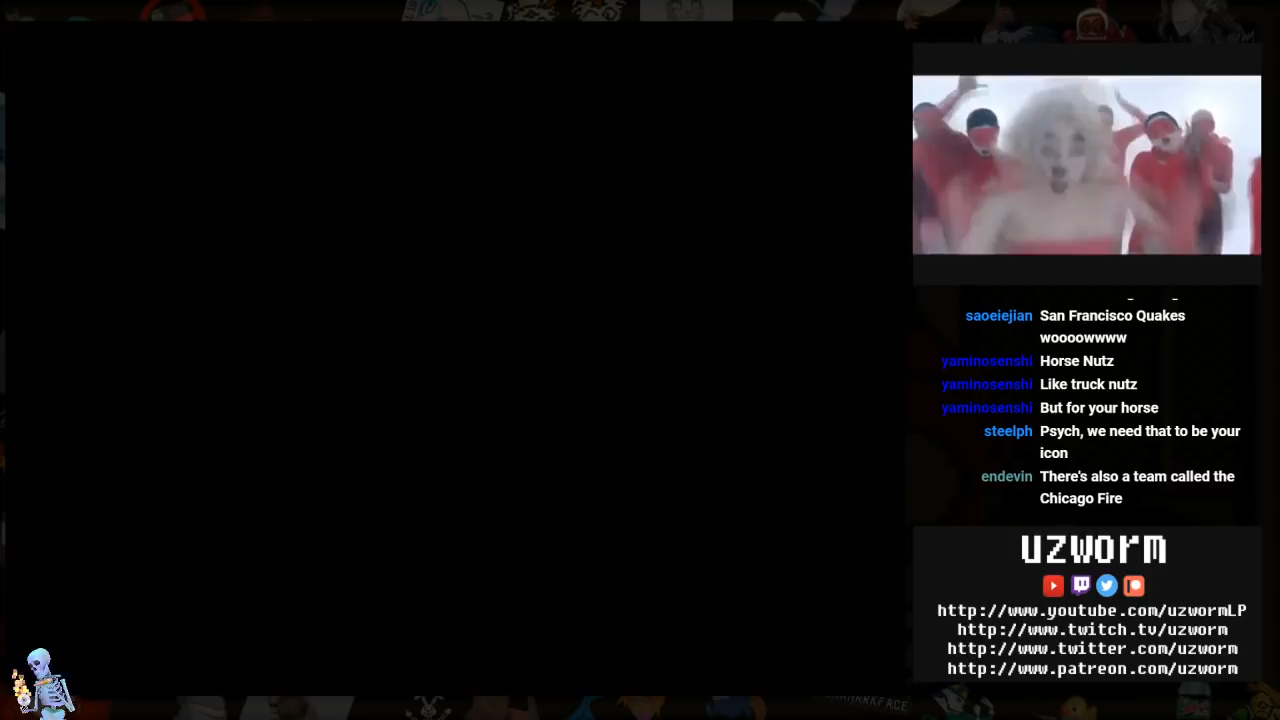 saoeiejian San Francisco Quakes
woooowwww
yaminosenshi Horse Nutz
yaminosenshi Like truck nutz
yaminosenshi But for your horse
steelph Psych, we need that to be your
icon
endevin There's also a team called the
Chicago Fire
uzworm
http://www.youtube.com/uzwormLP
http://www.twitch.tv/uzworm
http://www.twitter.com/uzworm
http://www.patreon.com/uzworm